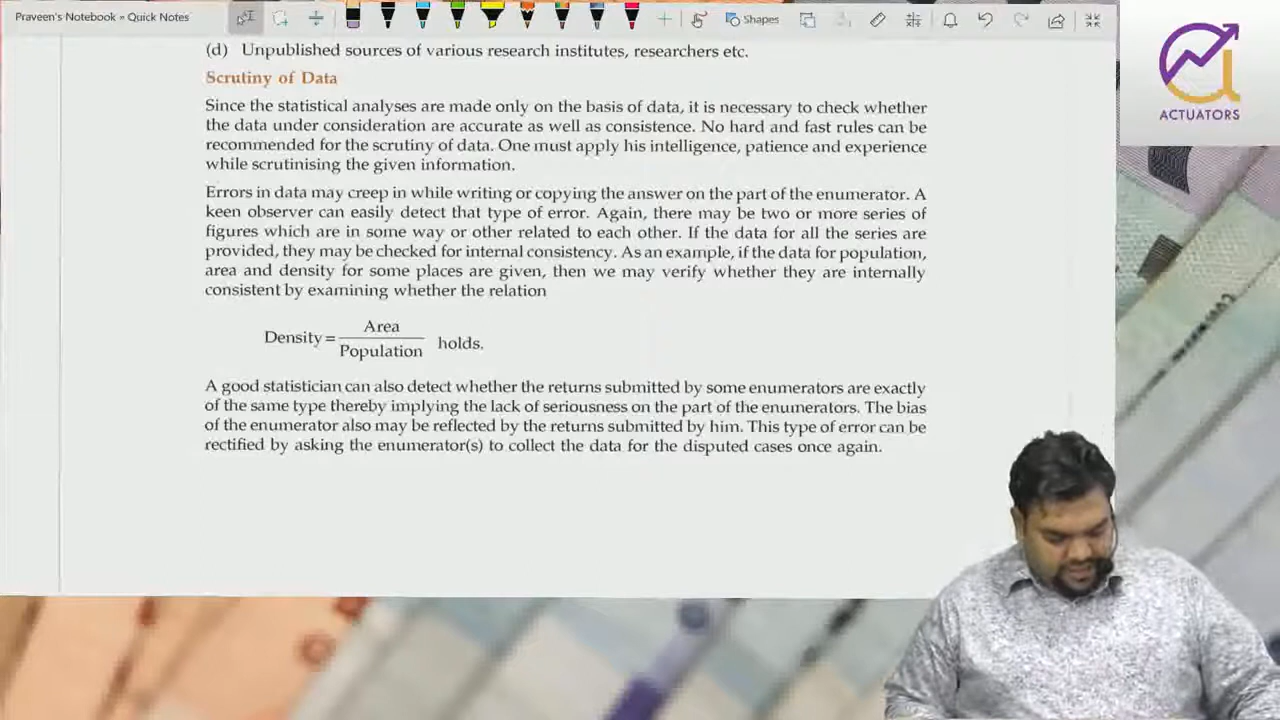 Praveen's Notebook » Quick Notes
Shapes
ACTUATORS
(d) Unpublished sources of various research institutes, researchers etc.
Scrutiny of Data
Since the statistical analyses are made only on the basis of data, it is necessary to check whether
the data under consideration are accurate as well as consistence. No hard and fast rules can be
recommended for the scrutiny of data. One must apply his intelligence, patience and experience
while scrutinising the given information.
Errors in data may creep in while writing or copying the answer on the part of the enumerator. A
keen observer can easily detect that type of error. Again, there may be two or more series of
figures which are in some way or other related to each other. If the data for all the series are
provided, they may be checked for internal consistency. As an example, if the data for population,
area and density for some places are given, then we may verify whether they are internally
consistent by examining whether the relation
Density = Area / Population holds.
A good statistician can also detect whether the returns submitted by some enumerators are exactly
of the same type thereby implying the lack of seriousness on the part of the enumerators. The bias
of the enumerator also may be reflected by the returns submitted by him. This type of error can be
rectified by asking the enumerator(s) to collect the data for the disputed cases once again.